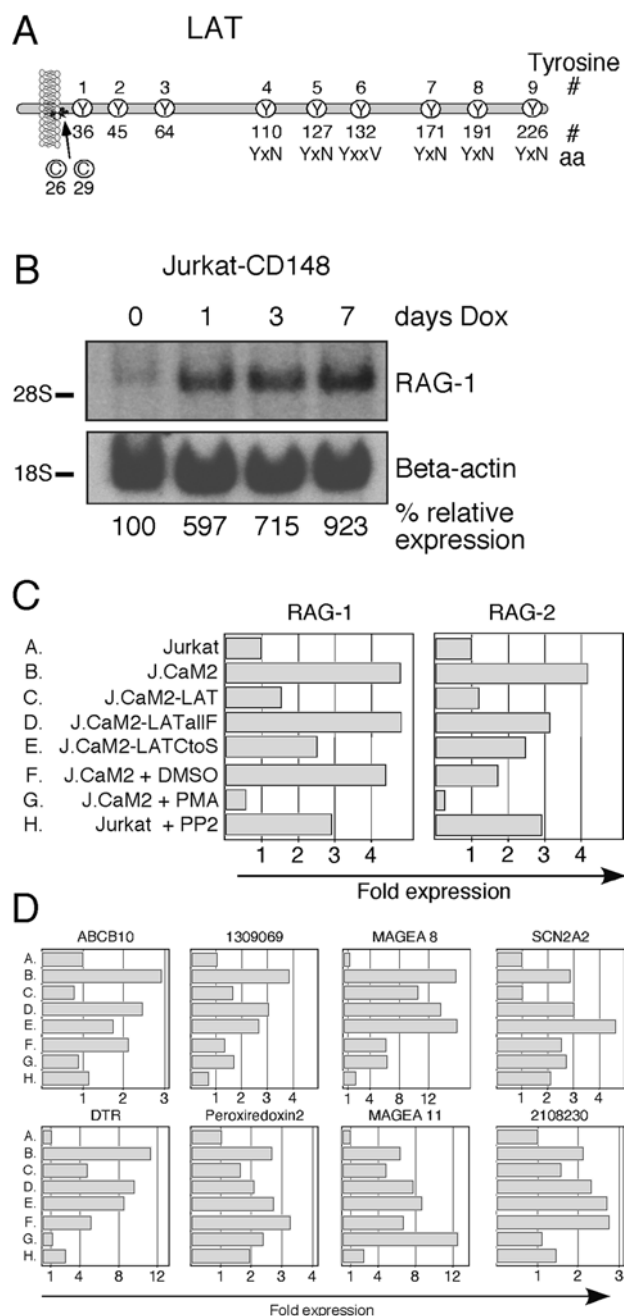 A
LAT
Tyrosine
1 2 3 4 5 6 7 8 9 #
Y Y Y Y Y Y Y Y Y
36 45 64 110 127 132 171 191 226 #
YxN YxN YxxV YxN YxN YxN aa
C C
26 29
B
Jurkat-CD148
0 1 3 7 days Dox
RAG-1
28S
Beta-actin
18S
100 597 715 923 % relative
expression
C
RAG-1 RAG-2
A. Jurkat
B. J.CaM2
C. J.CaM2-LAT
D. J.CaM2-LATallF
E. J.CaM2-LATCtoS
F. J.CaM2 + DMSO
G. J.CaM2 + PMA
H. Jurkat + PP2
1 2 3 4 1 2 3 4
Fold expression
D
ABCB10 1309069 MAGEA 8 SCN2A2
A.
B.
C.
D.
E.
F.
G.
H.
1 2 3 1 2 3 4 1 4 8 12 1 2 3 4
DTR Peroxiredoxin2 MAGEA 11 2108230
A.
B.
C.
D.
E.
F.
G.
H.
1 4 8 12 1 2 3 4 1 4 8 12 1 2 3
Fold expression